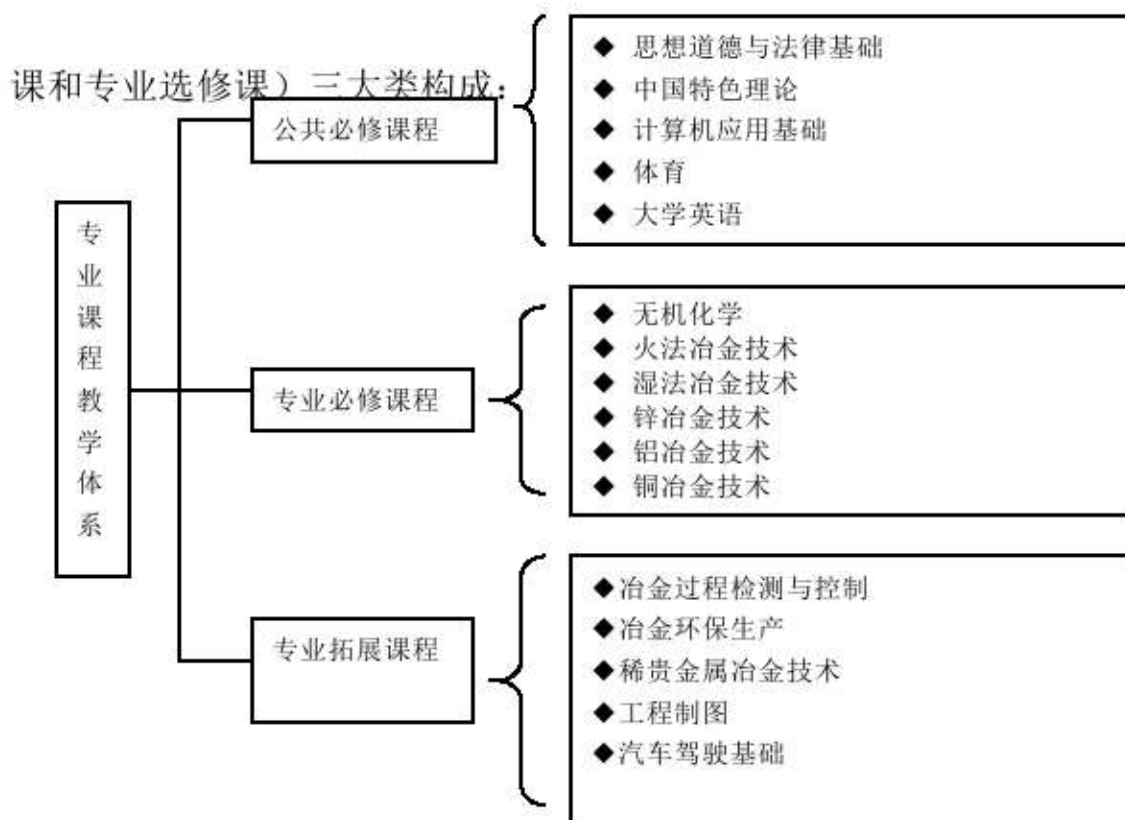 课和专业选修课）三大类构成：
专业课程教学体系
公共必修课程
◆ 思想道德与法律基础
◆ 中国特色理论
◆ 计算机应用基础
◆ 体育
◆ 大学英语
专业必修课程
◆ 无机化学
◆ 火法冶金技术
◆ 湿法冶金技术
◆ 锌冶金技术
◆ 铝冶金技术
◆ 铜冶金技术
专业拓展课程
◆冶金过程检测与控制
◆冶金环保生产
◆稀贵金属冶金技术
◆工程制图
◆汽车驾驶基础